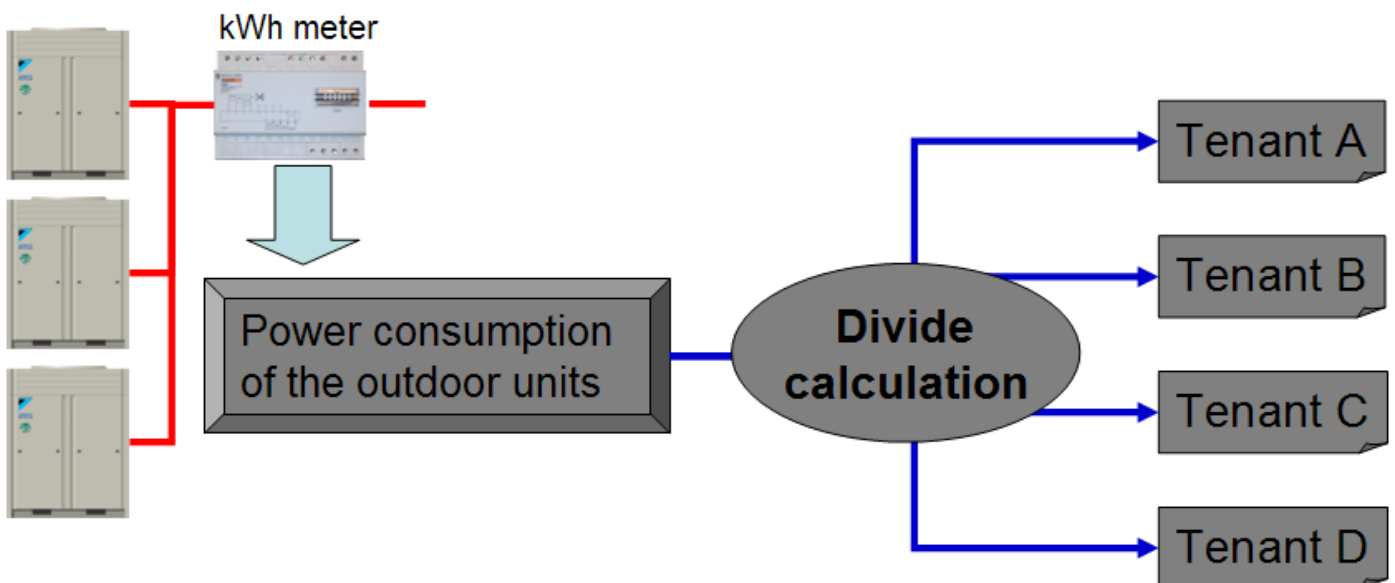 kWh meter
Power consumption
of the outdoor units
Divide
calculation
Tenant A
Tenant B
Tenant C
Tenant D